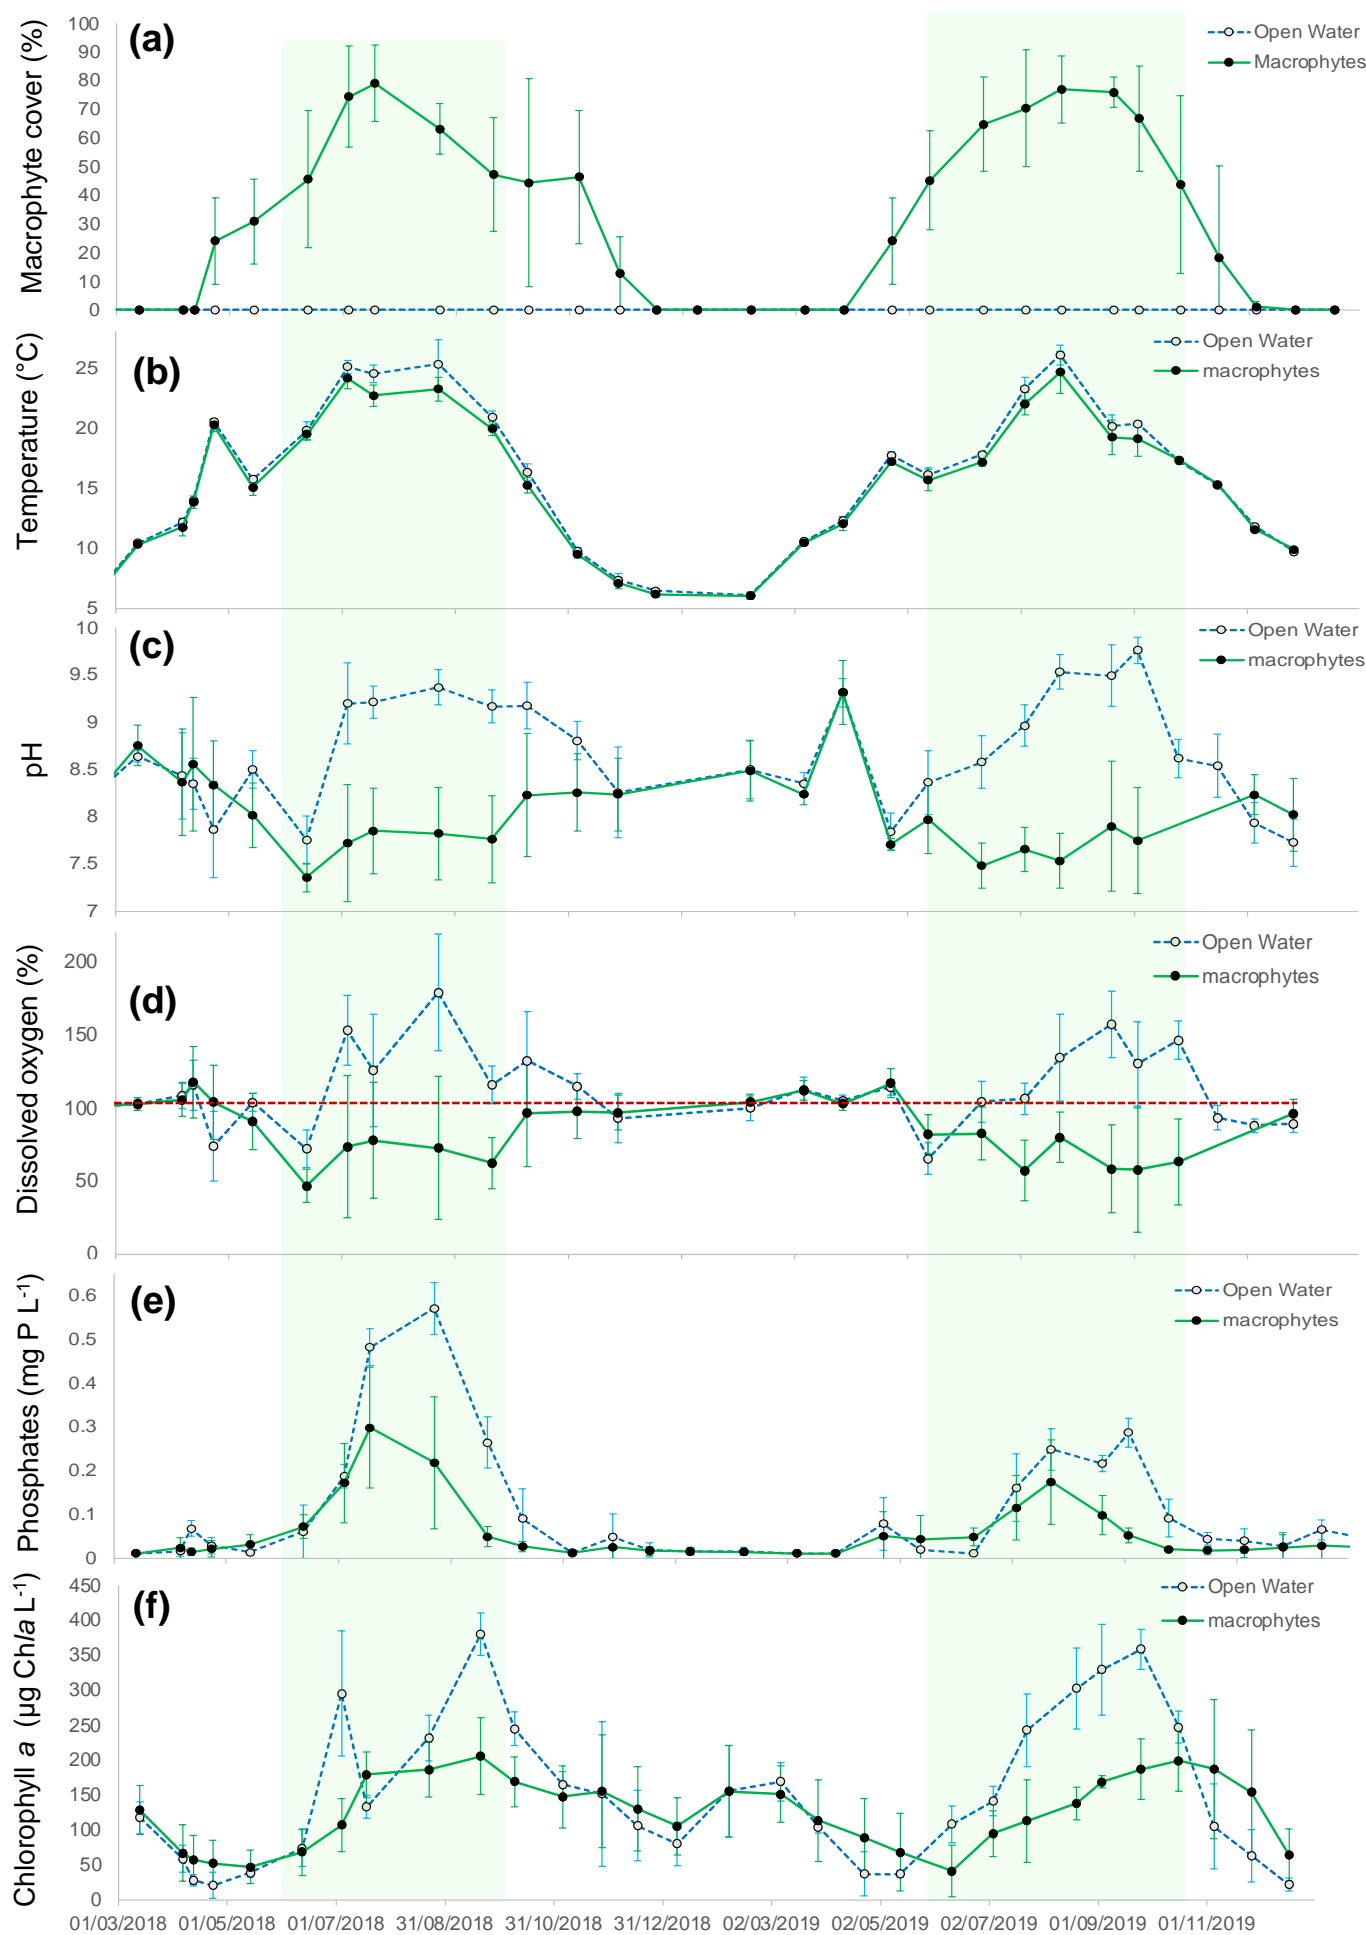 (a)
Macrophyte cover (%)
100
90
80
70
60
50
40
30
20
10
0
Open Water
Macrophytes
(b)
Temperature (°C)
25
20
15
10
5
Open Water
macrophytes
(c)
pH
10
9.5
9
8.5
8
7.5
7
Open Water
macrophytes
(d)
Dissolved oxygen (%)
200
150
100
50
0
Open Water
macrophytes
(e)
Phosphates (mg P L⁻¹)
0.6
0.5
0.4
0.3
0.2
0.1
0
Open Water
macrophytes
(f)
Chlorophyll a (µg Chla L⁻¹)
450
400
350
300
250
200
150
100
50
0
Open Water
macrophytes
01/03/2018 01/05/2018 01/07/2018 31/08/2018 31/10/2018 31/12/2018 02/03/2019 02/05/2019 02/07/2019 01/09/2019 01/11/2019